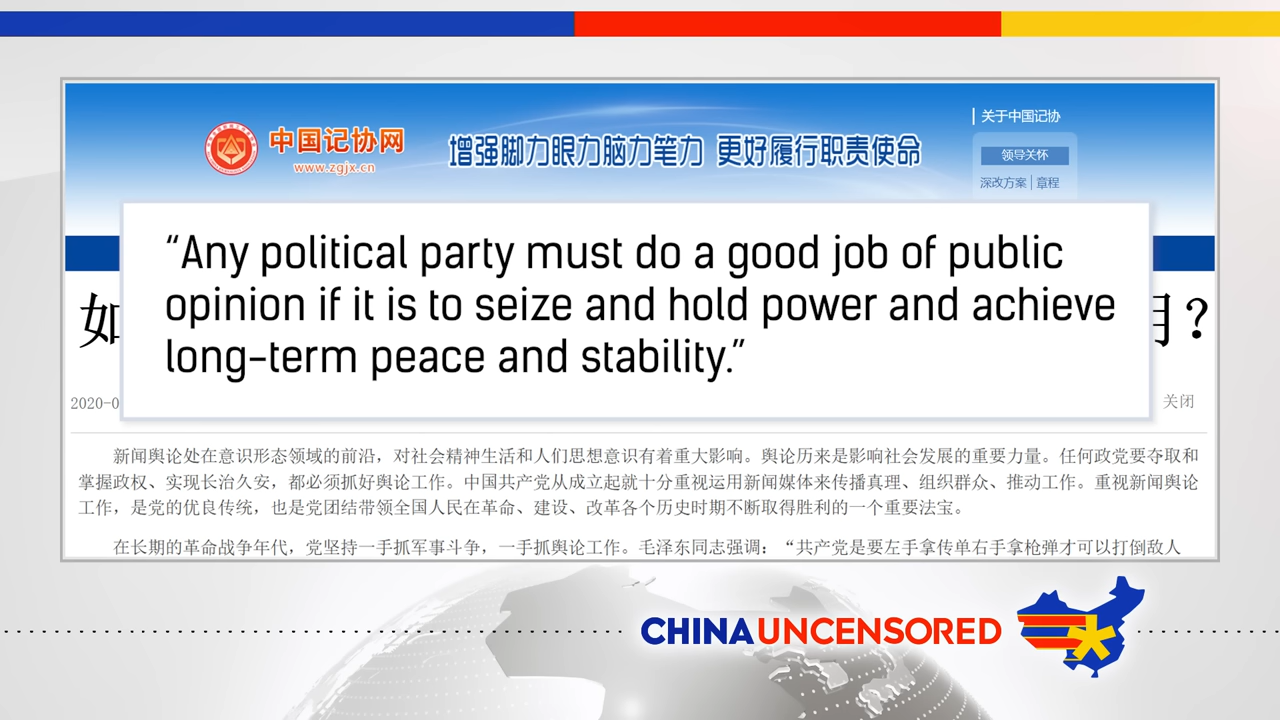 中国记协网
www.zgjx.cn
增强脚力眼力脑力笔力 更好履行职责使命
关于中国记协
领导关怀
深改方案 | 章程
“Any political party must do a good job of public
opinion if it is to seize and hold power and achieve
long-term peace and stability.”
如
？
2020-0
关闭
新闻舆论处在意识形态领域的前沿，对社会精神生活和人们思想意识有着重大影响。舆论历来是影响社会发展的重要力量。任何政党要夺取和
掌握政权、实现长治久安，都必须抓好舆论工作。中国共产党从成立起就十分重视运用新闻媒体来传播真理、组织群众、推动工作。重视新闻舆论
工作，是党的优良传统，也是党团结带领全国人民在革命、建设、改革各个历史时期不断取得胜利的一个重要法宝。
在长期的革命战争年代，党坚持一手抓军事斗争，一手抓舆论工作。毛泽东同志强调：“共产党是要左手拿传单右手拿枪弹才可以打倒敌人
CHINA UNCENSORED